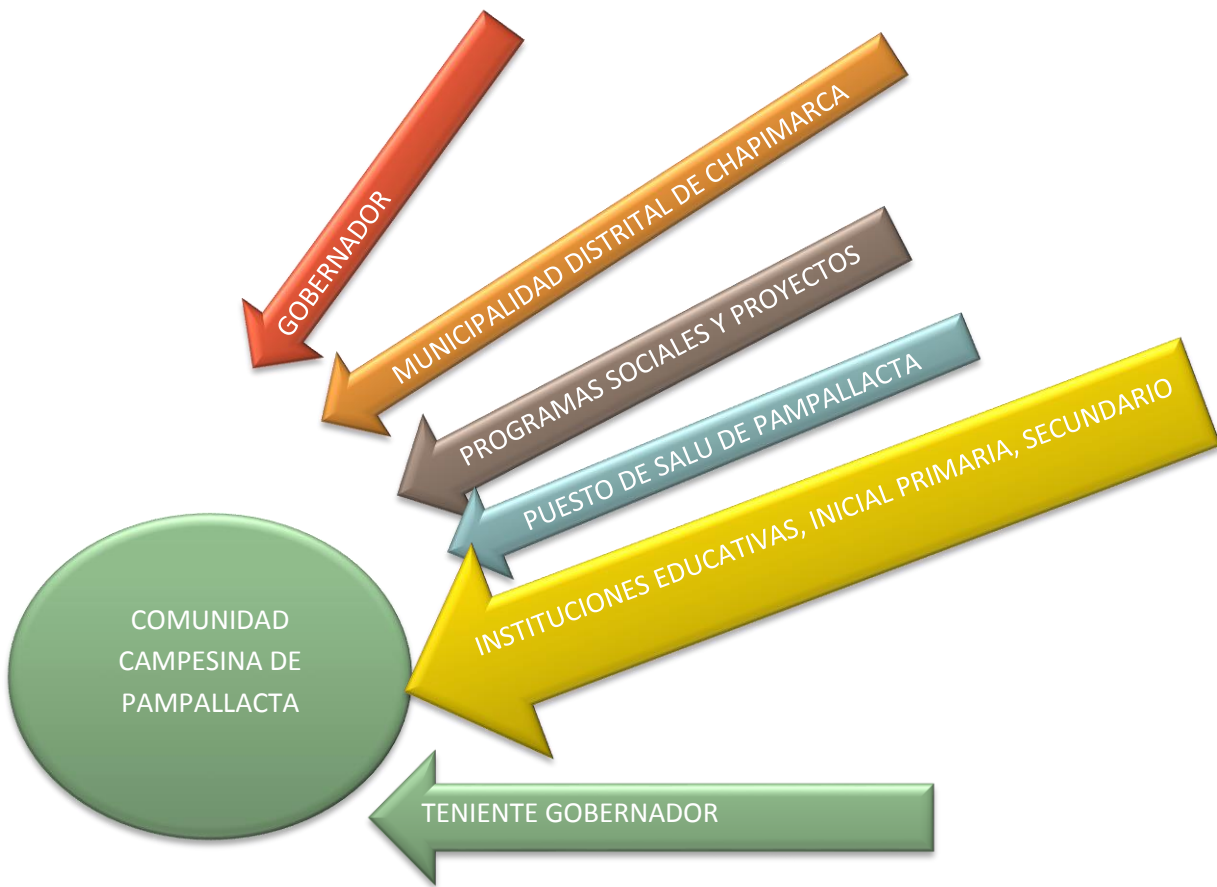 GOBERNADOR
MUNICIPALIDAD DISTRITAL DE CHAPIMARCA
PROGRAMAS SOCIALES Y PROYECTOS
PUESTO DE SALU DE PAMPALLACTA
INSTITUCIONES EDUCATIVAS, INICIAL PRIMARIA, SECUNDARIO
COMUNIDAD
CAMPESINA DE
PAMPALLACTA
TENIENTE GOBERNADOR